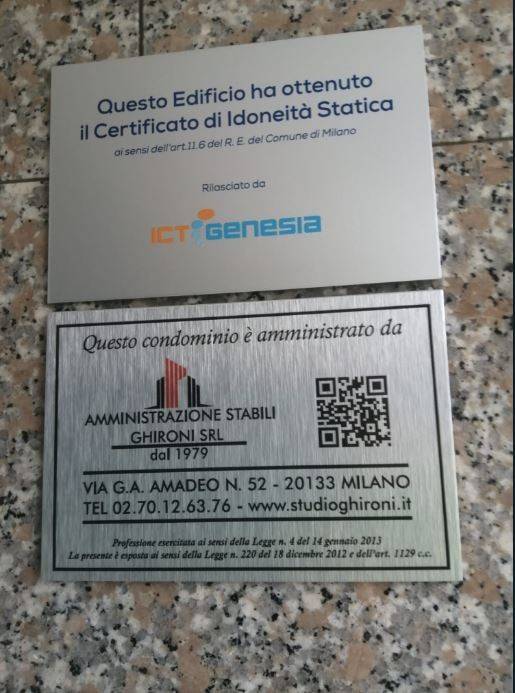 Questo Edificio ha ottenuto
il Certificato di Idoneità Statica
ai sensi dell'art.11.6 del R. E. del Comune di Milano
Rilasciato da
ICT GENESIA
Questo condominio è amministrato da
AMMINISTRAZIONE STABILI
GHIRONI SRL
dal 1979
VIA G.A. AMADEO N. 52 - 20133 MILANO
TEL 02.70.12.63.76 - www.studioghironi.it
Professione esercitata ai sensi della Legge n. 4 del 14 gennaio 2013
La presente è esposta ai sensi della Legge n. 220 del 18 dicembre 2012 e dell'art. 1129 c.c.